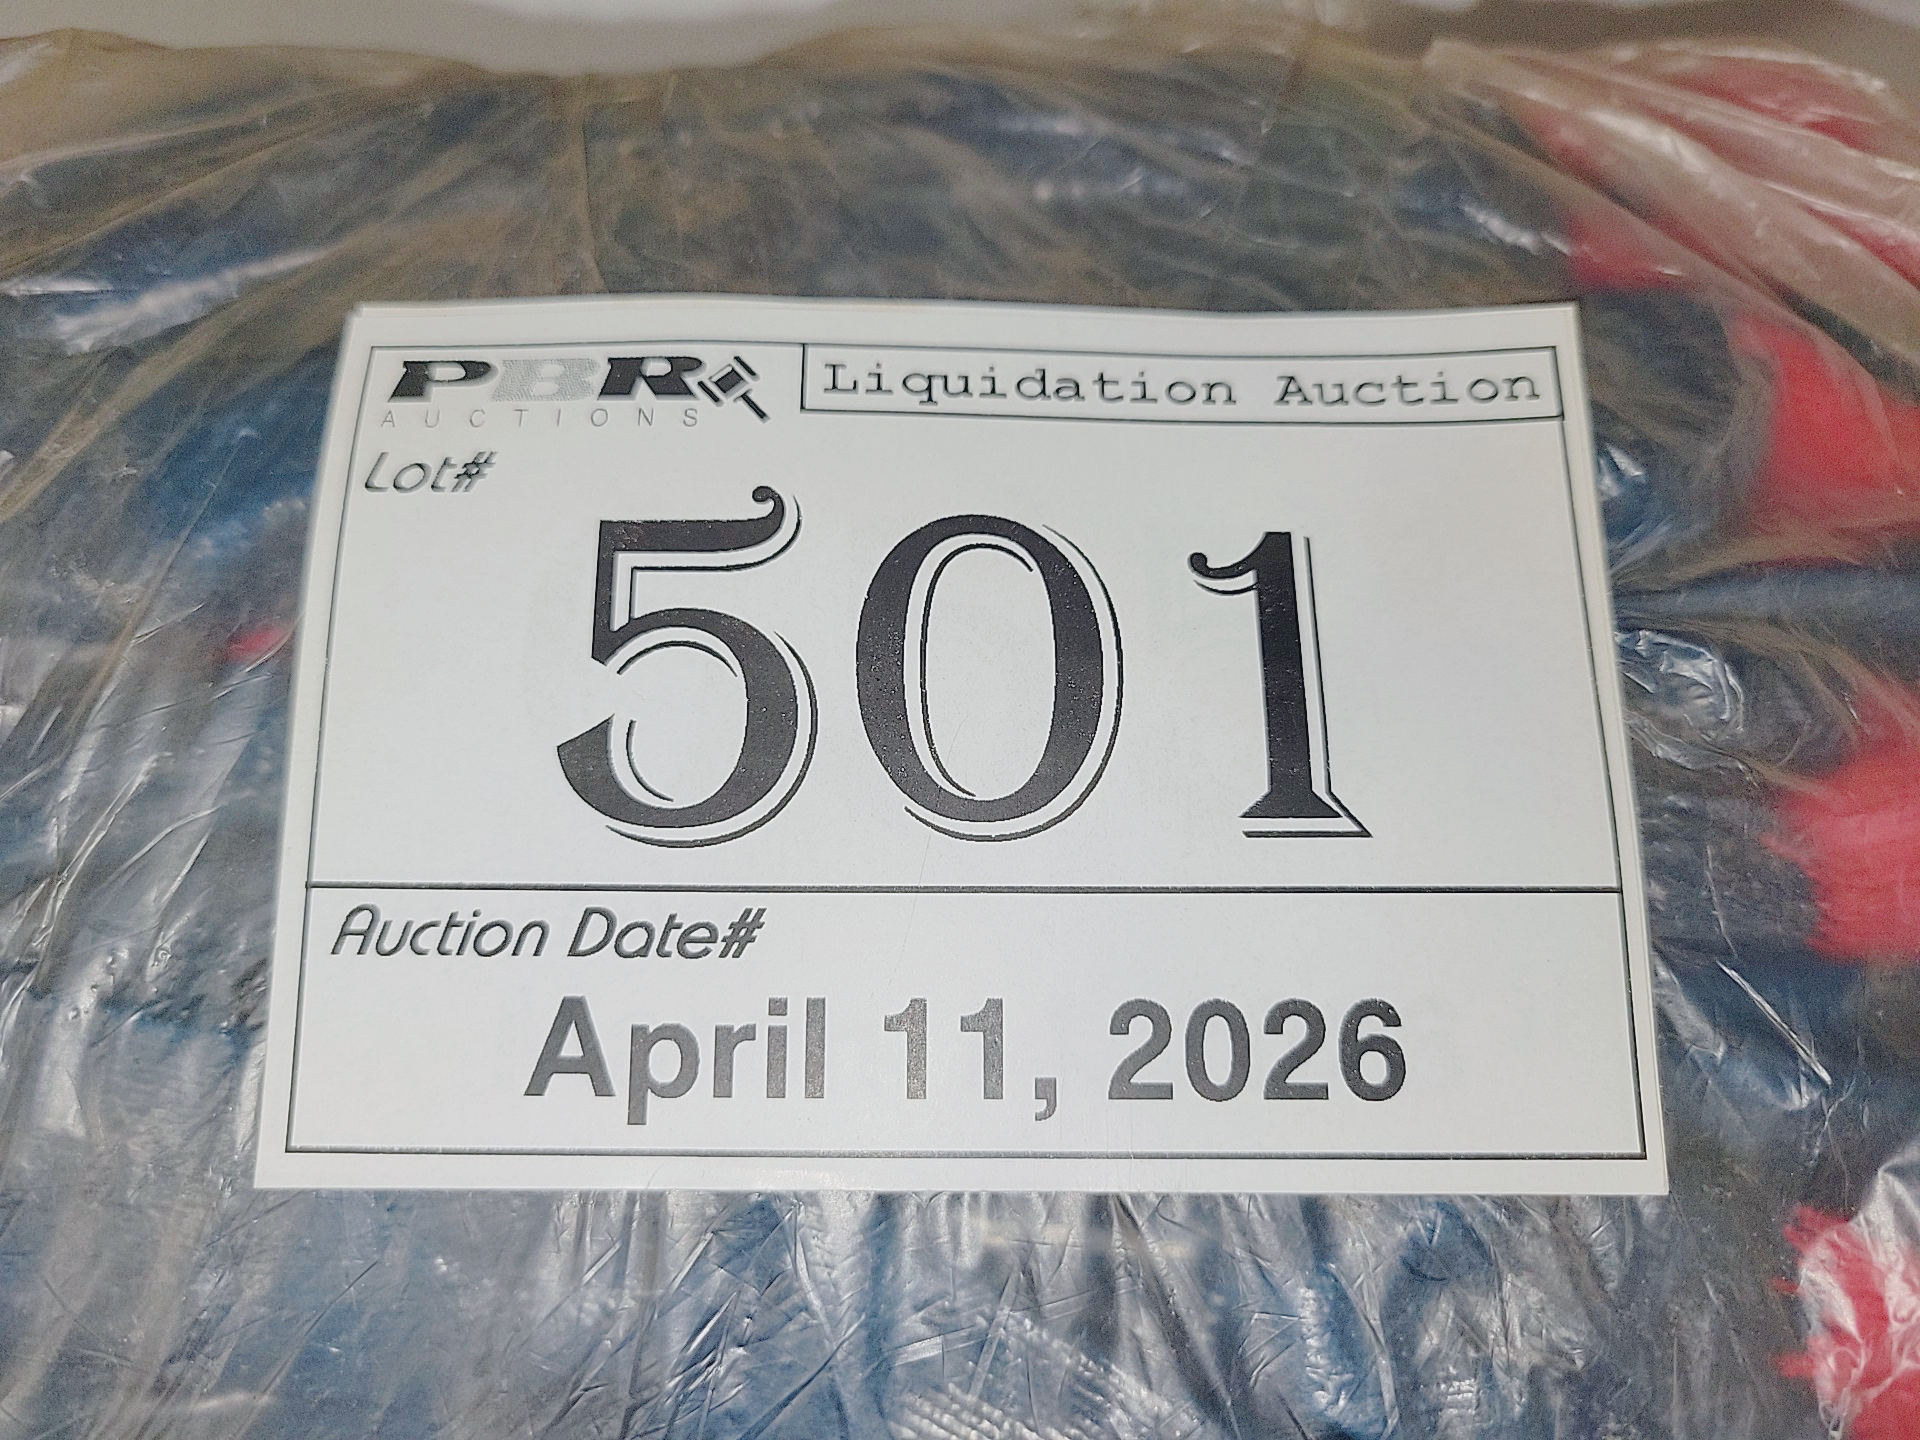 PBR
AUCTIONS
Liquidation Auction
Lot#
501
Auction Date#
April 11, 2026